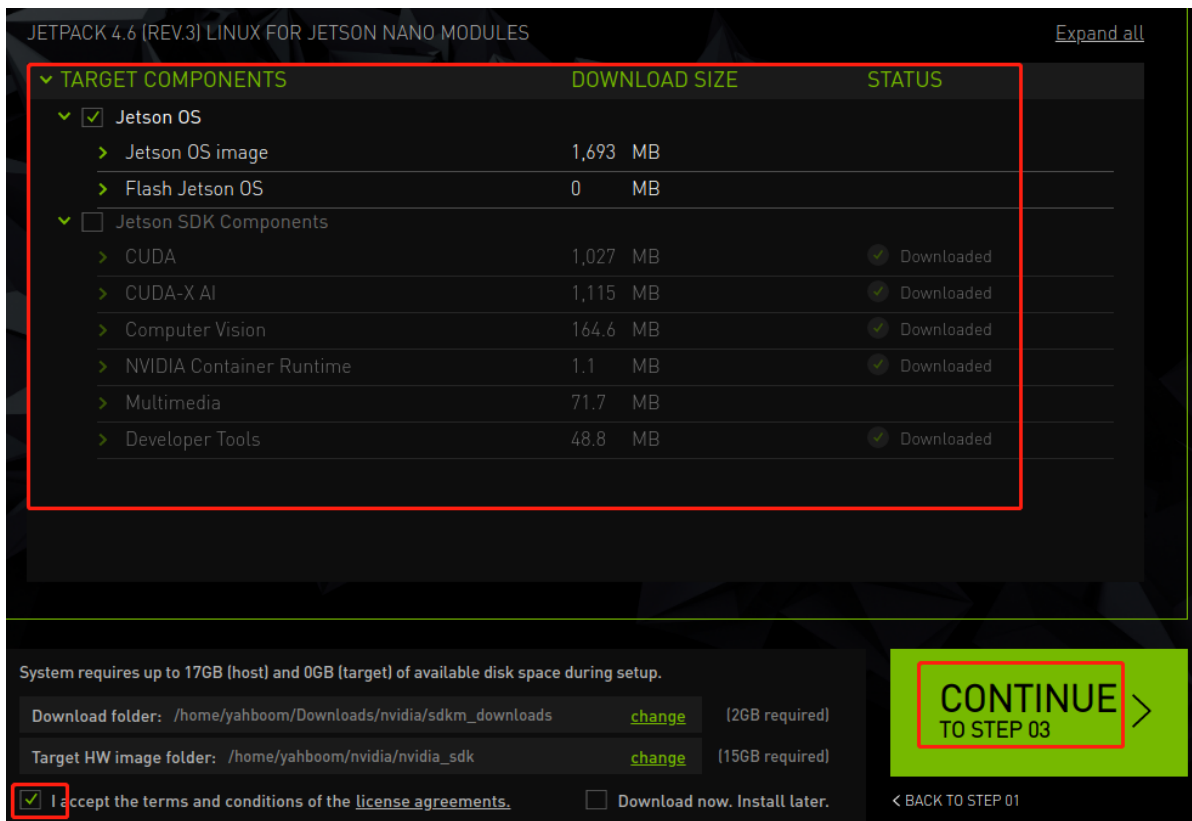 JETPACK 4.6 (REV.3) LINUX FOR JETSON NANO MODULES Expand all
TARGET COMPONENTS DOWNLOAD SIZE STATUS
Jetson OS
Jetson OS image 1,693 MB
Flash Jetson OS 0 MB
Jetson SDK Components
CUDA 1,027 MB Downloaded
CUDA-X AI 1,115 MB Downloaded
Computer Vision 164.6 MB Downloaded
NVIDIA Container Runtime 1.1 MB Downloaded
Multimedia 71.7 MB
Developer Tools 48.8 MB Downloaded
System requires up to 17GB (host) and 0GB (target) of available disk space during setup.
Download folder: /home/yahboom/Downloads/nvidia/sdkm_downloads change (2GB required)
Target HW image folder: /home/yahboom/nvidia/nvidia_sdk change (15GB required)
I accept the terms and conditions of the license agreements. Download now. Install later.
CONTINUE
TO STEP 03
< BACK TO STEP 01